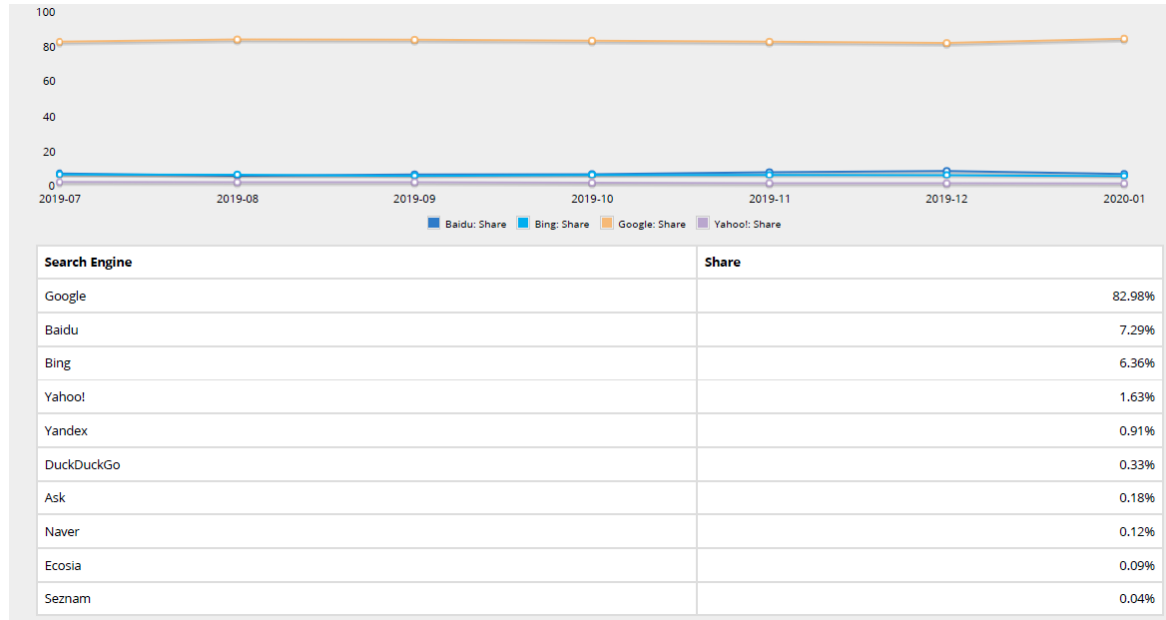 100
80
60
40
20
0
2019-07 2019-08 2019-09 2019-10 2019-11 2019-12 2020-01
Baidu: Share Bing: Share Google: Share Yahoo!: Share
Search Engine Share
Google 82.98%
Baidu 7.29%
Bing 6.36%
Yahoo! 1.63%
Yandex 0.91%
DuckDuckGo 0.33%
Ask 0.18%
Naver 0.12%
Ecosia 0.09%
Seznam 0.04%